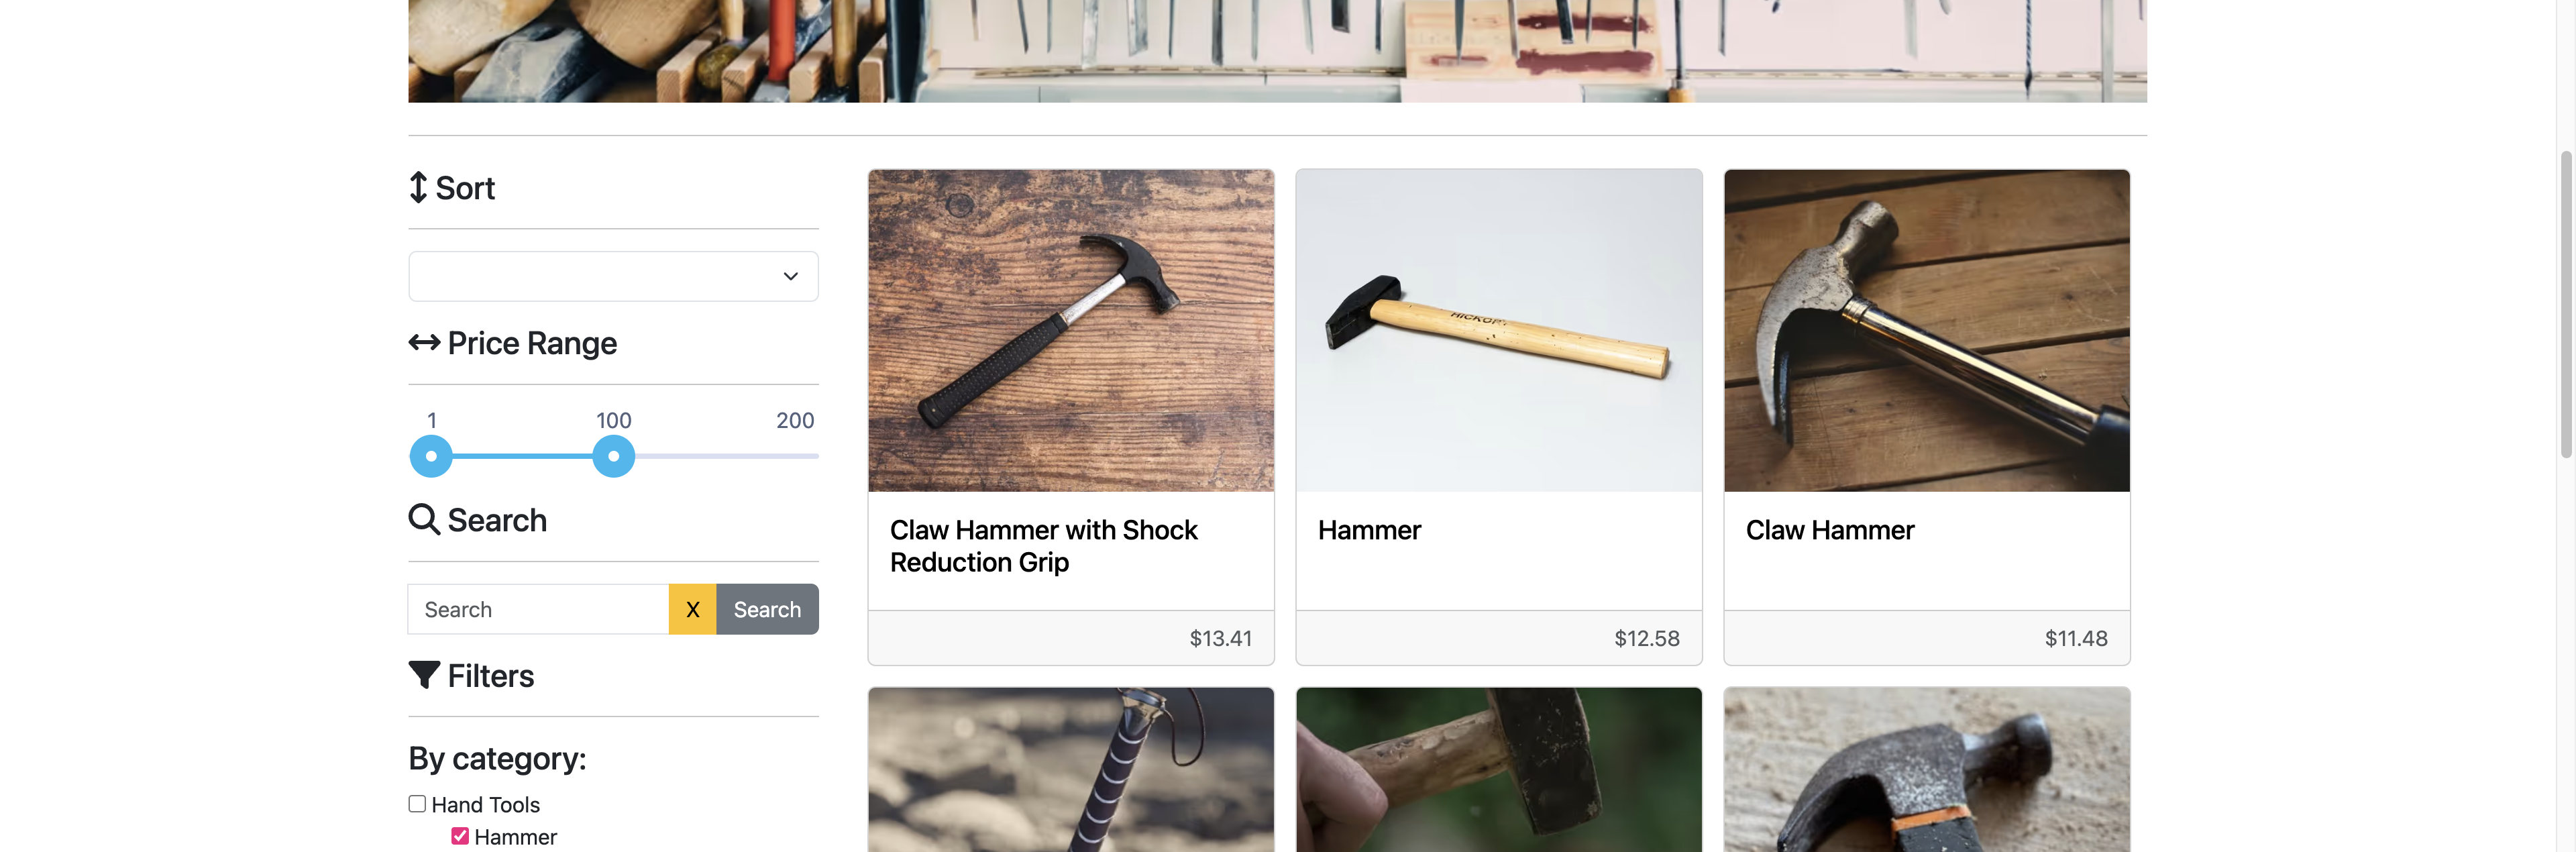 Sort
Price Range
1 100 200
Search
Search X Search
Filters
By category:
Hand Tools
Hammer
HICKORY
Claw Hammer with Shock
Reduction Grip
$13.41
Hammer
$12.58
Claw Hammer
$11.48